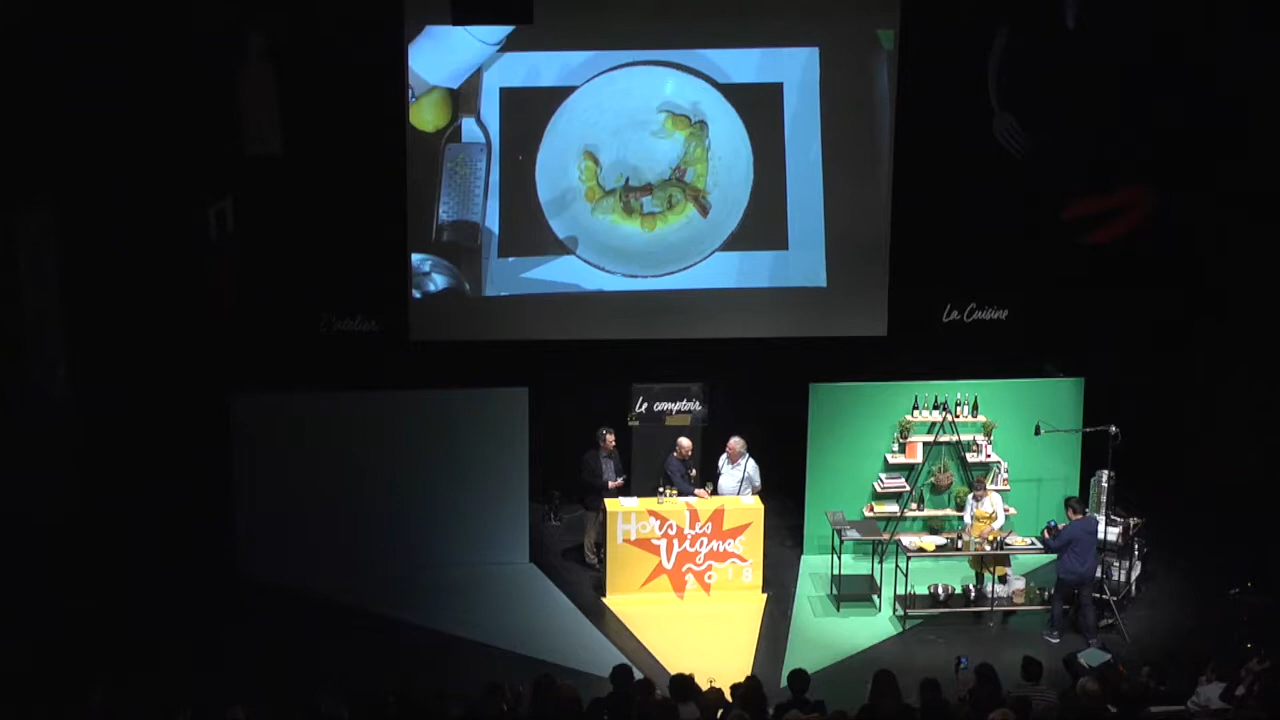 L'atelier
La Cuisine
Le comptoir
Hors Les
Vignes
2018